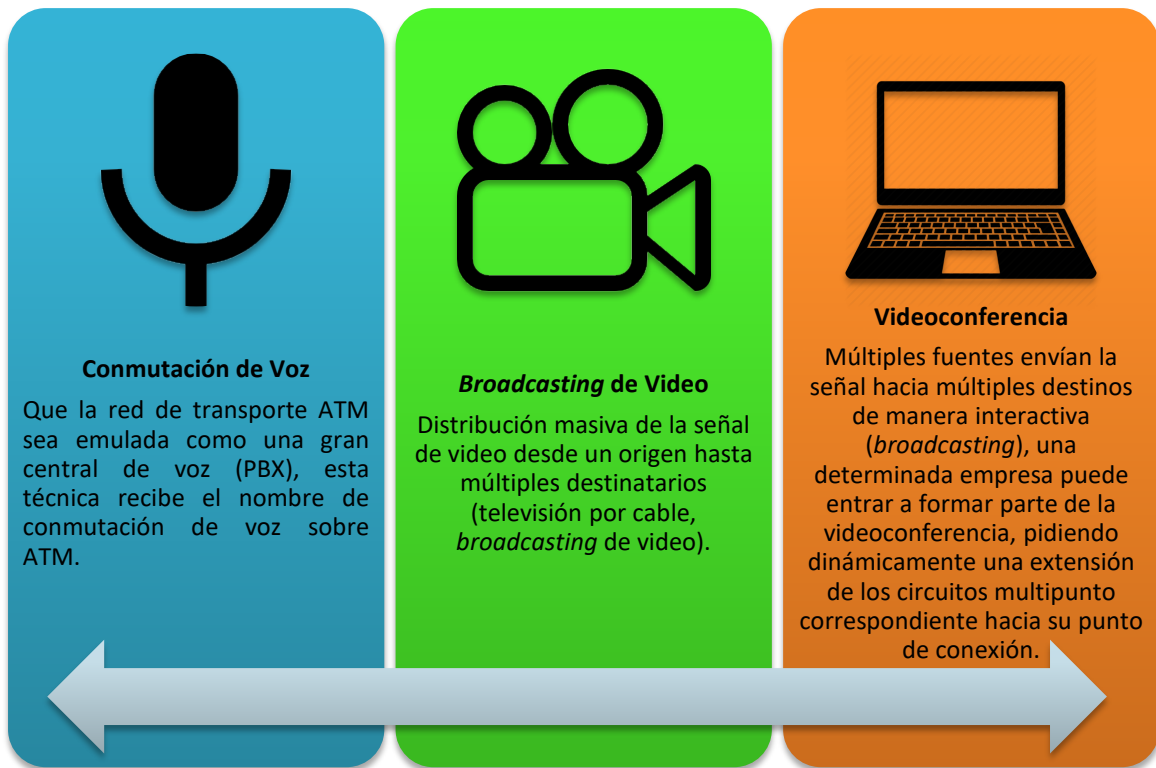 Conmutación de Voz
Que la red de transporte ATM
sea emulada como una gran
central de voz (PBX), esta
técnica recibe el nombre de
conmutación de voz sobre
ATM.
Broadcasting de Video
Distribución masiva de la señal
de video desde un origen hasta
múltiples destinatarios
(televisión por cable,
broadcasting de video).
Videoconferencia
Múltiples fuentes envían la
señal hacia múltiples destinos
de manera interactiva
(broadcasting), una
determinada empresa puede
entrar a formar parte de la
videoconferencia, pidiendo
dinámicamente una extensión
de los circuitos multipunto
correspondiente hacia su punto
de conexión.